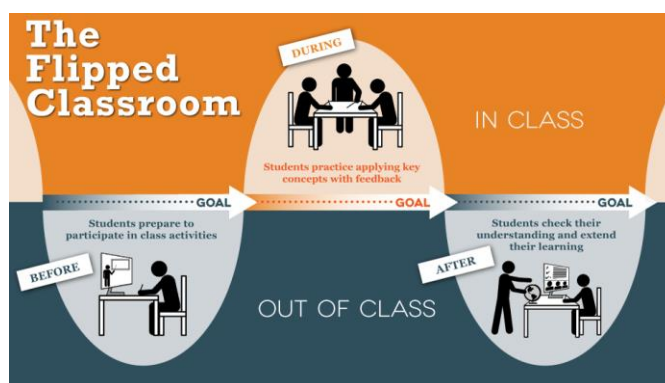 The
Flipped
Classroom
DURING
IN CLASS
Students practice applying key
concepts with feedback
GOAL
GOAL
GOAL
Students prepare to
participate in class activities
BEFORE
OUT OF CLASS
Students check their
understanding and extend
their learning
AFTER